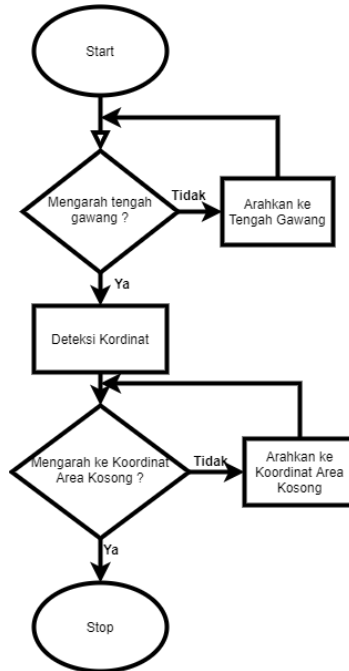 Start
Mengarah tengah
gawang ?
Tidak
Arahkan ke
Tengah Gawang
Ya
Deteksi Kordinat
Mengarah ke Koordinat
Area Kosong ?
Tidak
Arahkan ke
Koordinat Area
Kosong
Ya
Stop